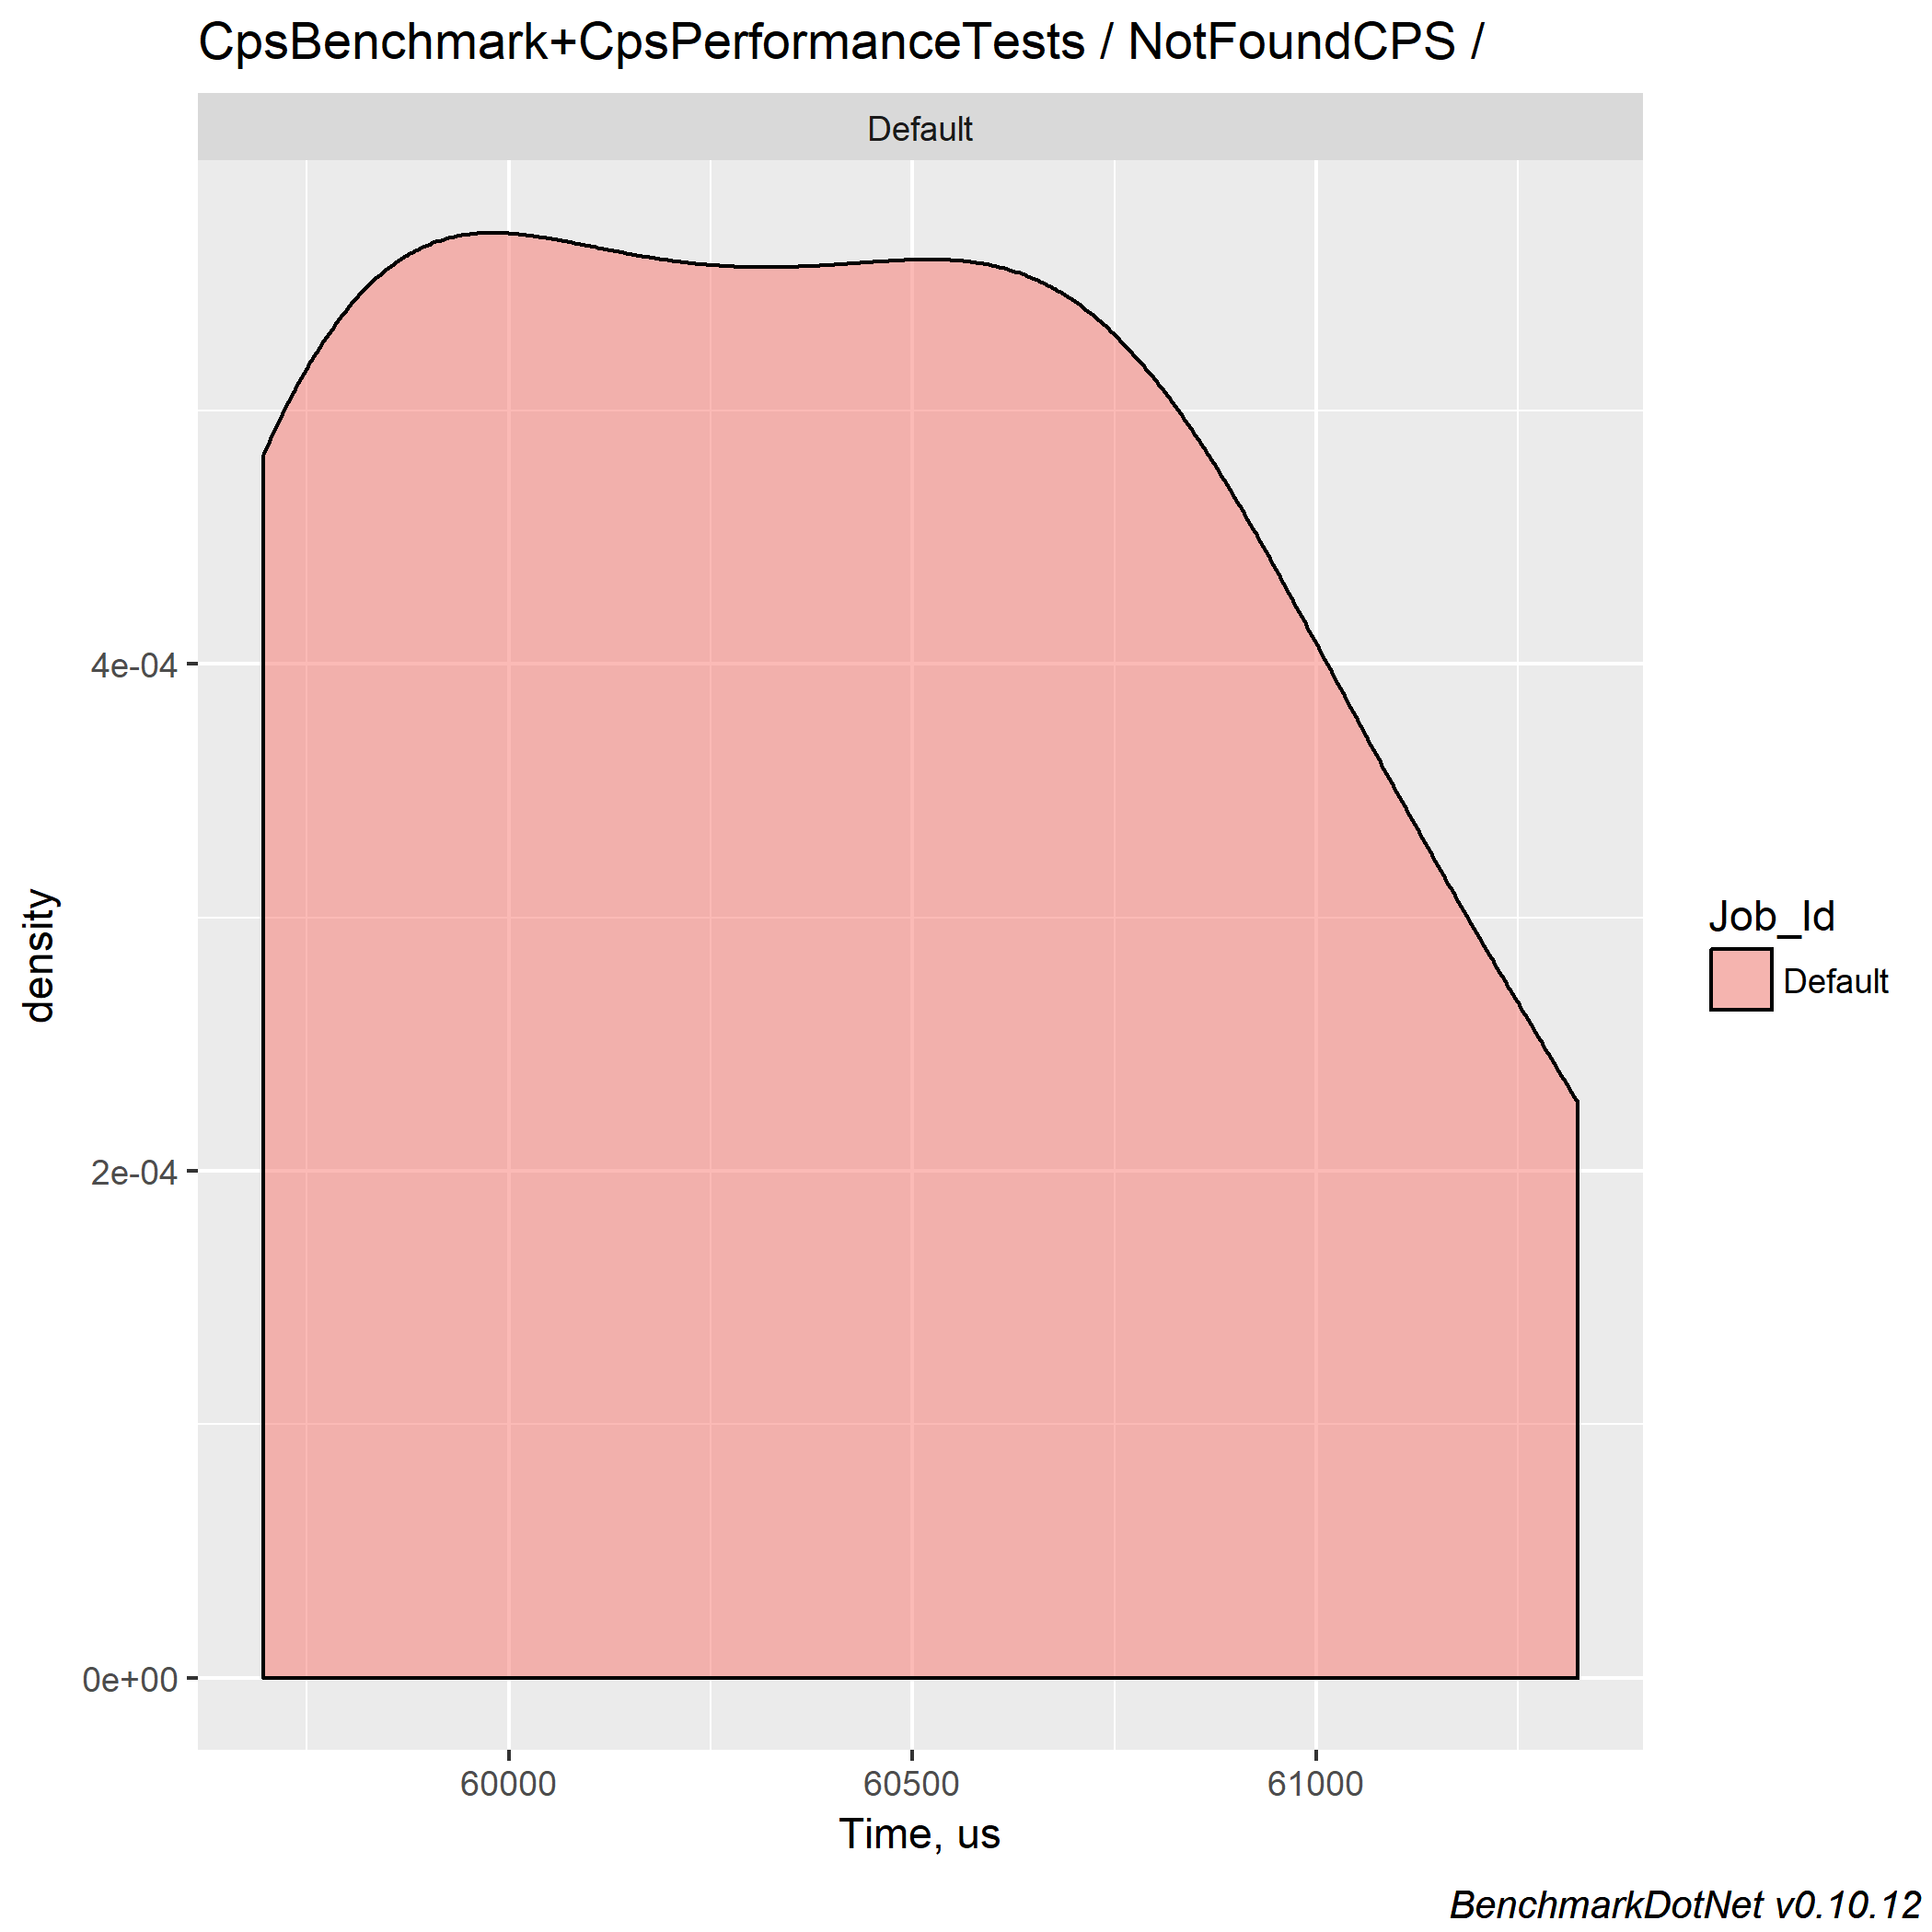 CpsBenchmark+CpsPerformanceTests / NotFoundCPS /
Default
density
4e-04
2e-04
0e+00
60000 60500 61000
Time, us
Job_Id
Default
BenchmarkDotNet v0.10.12